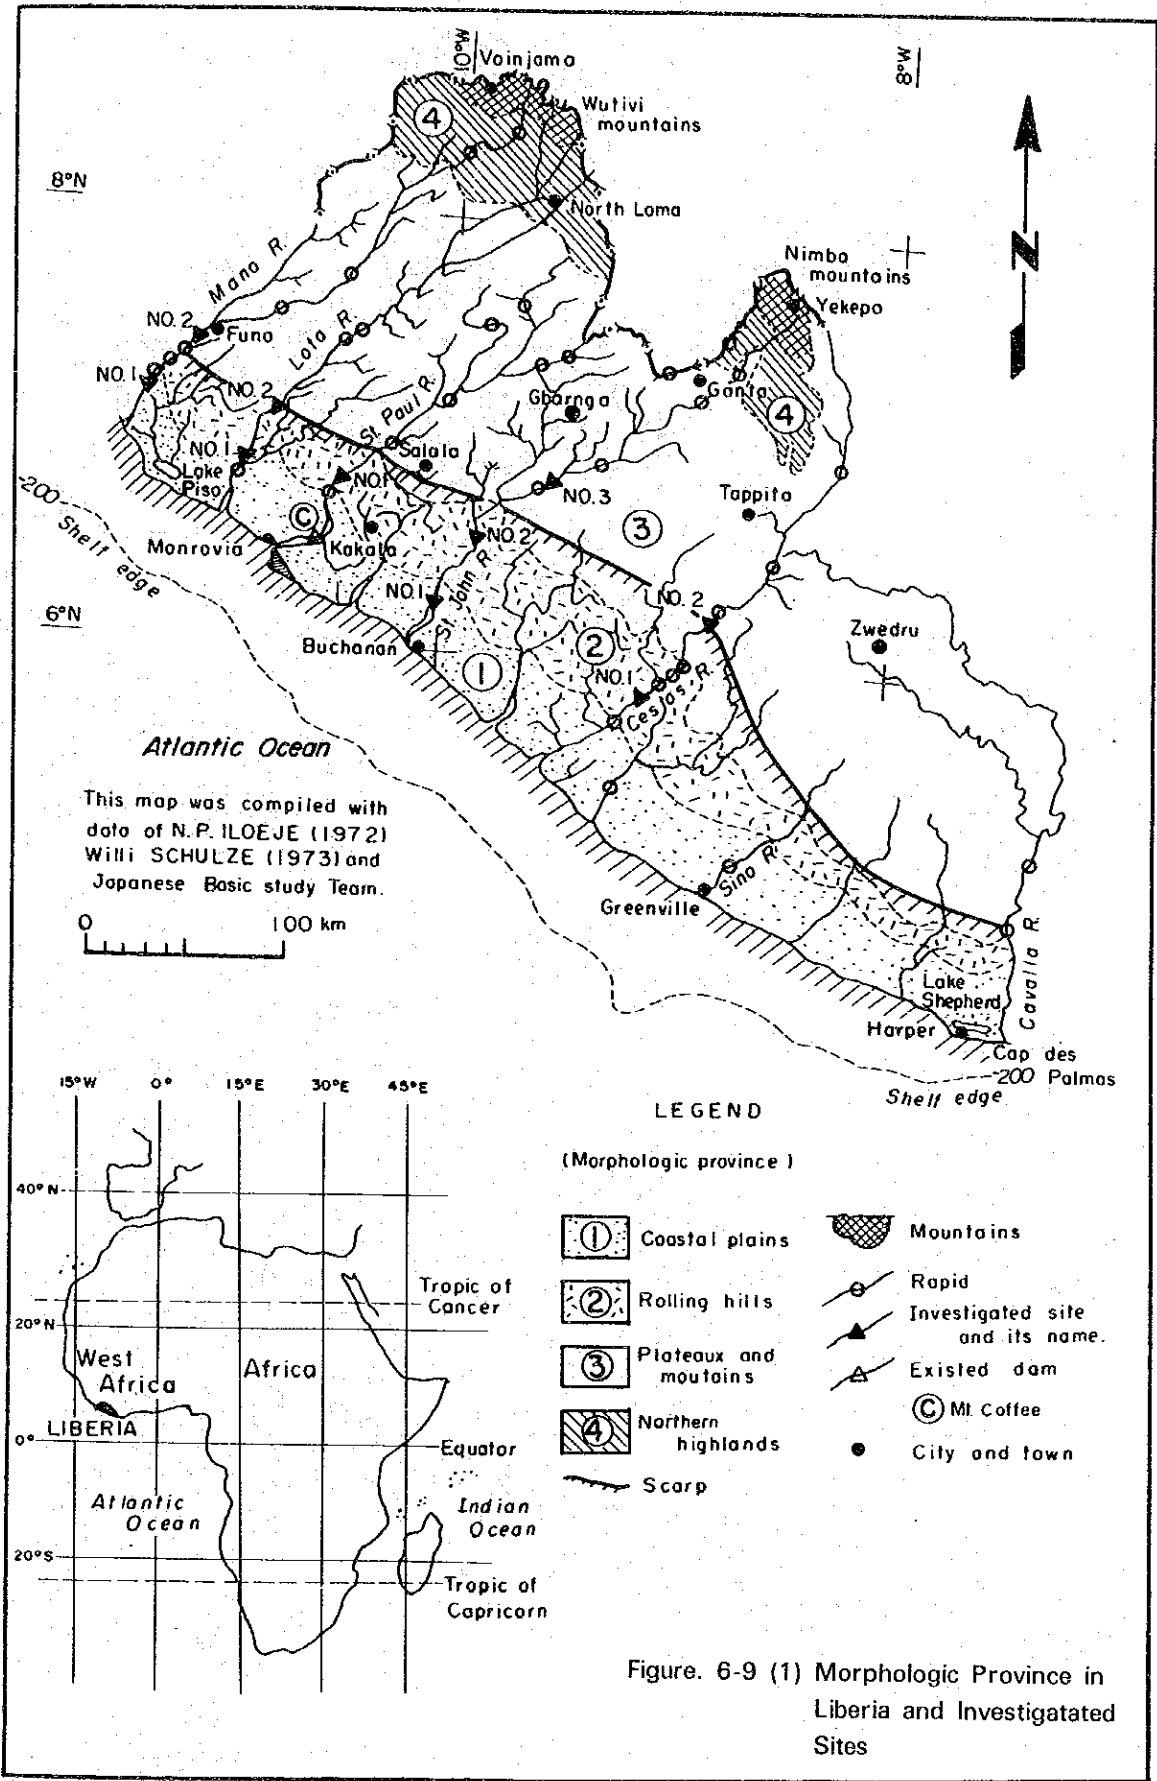 10°W
Voinjama
8°W
Wutivi
mountains
④
8°N
North Loma
Nimba
mountains
Yekepo
N
Mano R.
NO.2
Funo
Lofa R.
NO.1
NO.2
St. Paul R.
Gbarnga
Ganta
④
NO.1
Lake
Piso
Salala
NO.1
NO.3
Tappita
-200
Shelf edge
Ⓒ
③
Monrovia
Kakata
NO.2
NO.1
St. John R.
NO.2
6°N
Zwedru
Buchanan
①
②
NO.1
Cestos R.
Atlantic Ocean
This map was compiled with
data of N.P. ILOEJE (1972)
Willi SCHULZE (1973) and
Japanese Basic study Team.
0 100 km
Sino R.
Greenville
Cavalla R.
Lake
Shepherd
Harper
Cap des
Palmas
-200
Shelf edge
15°W 0° 15°E 30°E 45°E
40°N
Tropic of
Cancer
20°N
West
Africa
Africa
LIBERIA
0°
Equator
Atlantic
Ocean
Indian
Ocean
20°S
Tropic of
Capricorn
LEGEND
(Morphologic province)
① Coastal plains
② Rolling hills
③ Plateaux and
moutains
④ Northern
highlands
Scarp
Mountains
Rapid
Investigated site
and its name.
Existed dam
Ⓒ Mt. Coffee
City and town
Figure. 6-9 (1) Morphologic Province in
Liberia and Investigatated
Sites